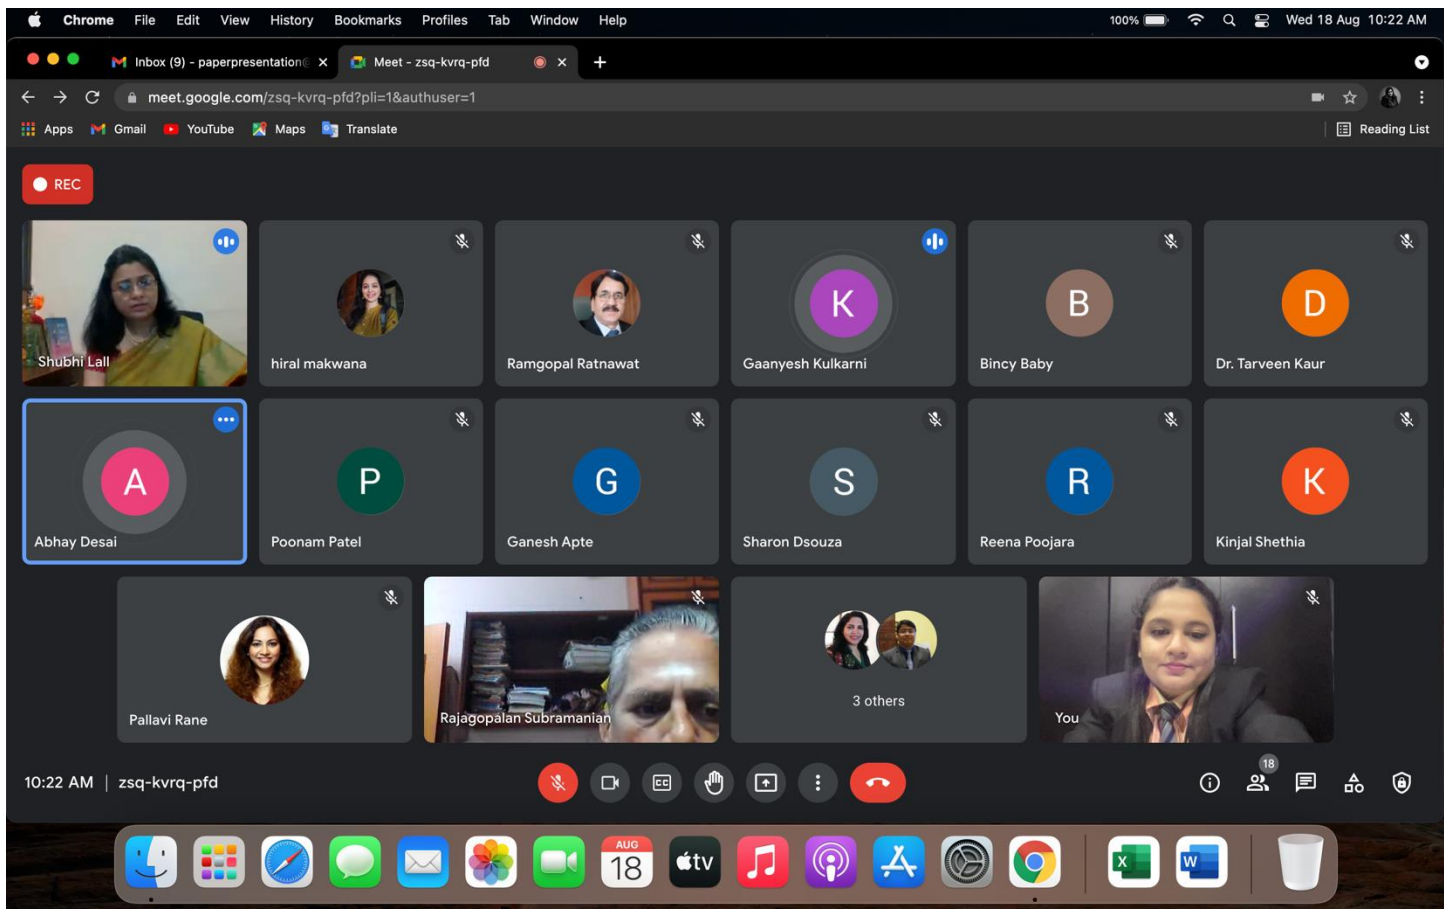 Chrome File Edit View History Bookmarks Profiles Tab Window Help 100% Wed 18 Aug 10:22 AM
Inbox (9) - paperpresentation@ Meet - zsq-kvrq-pfd
meet.google.com/zsq-kvrq-pfd?pli=1&authuser=1
Apps Gmail YouTube Maps Translate Reading List
REC
Shubhi Lall hiral makwana Ramgopal Ratnawat Gaanyesh Kulkarni Bincy Baby Dr. Tarveen Kaur
K B D
A P G S R K
Abhay Desai Poonam Patel Ganesh Apte Sharon Dsouza Reena Poojara Kinjal Shethia
3 others
Pallavi Rane Rajagopalan Subramanian You
10:22 AM | zsq-kvrq-pfd CC 18
AUG
18 tv X W